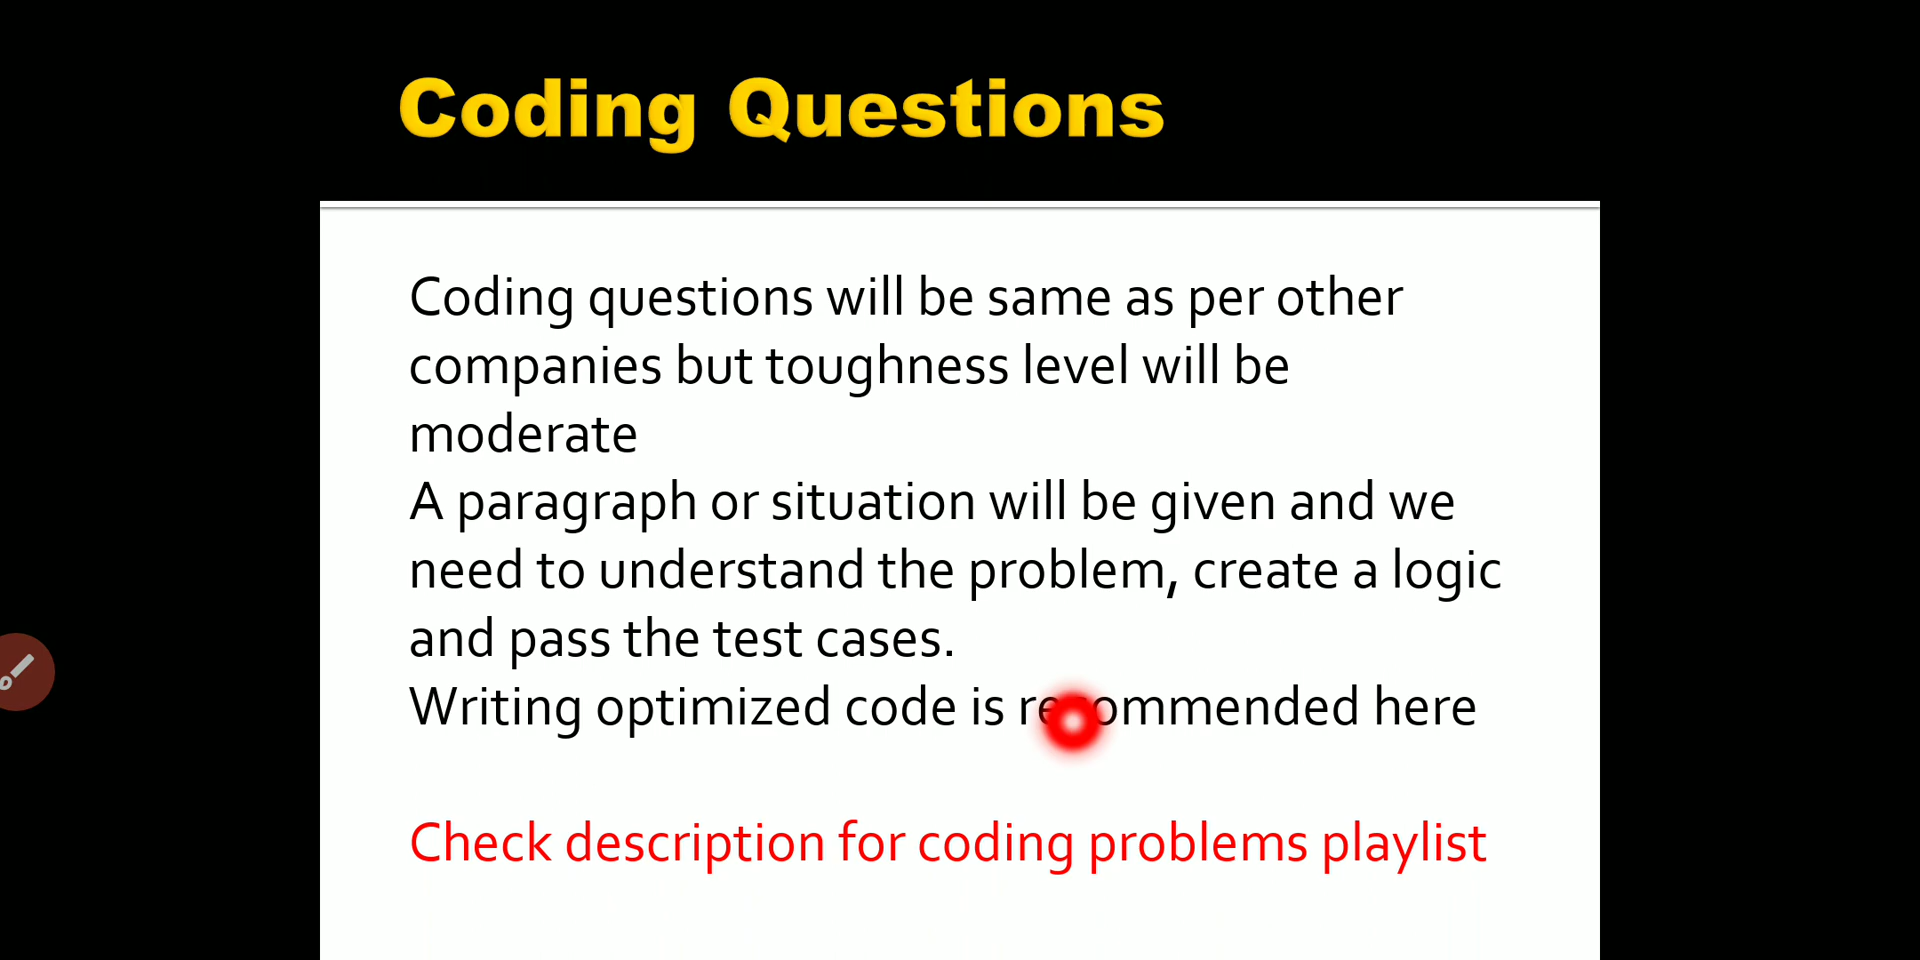 Coding Questions
Coding questions will be same as per other
companies but toughness level will be
moderate
A paragraph or situation will be given and we
need to understand the problem, create a logic
and pass the test cases.
Writing optimized code is recommended here
Check description for coding problems playlist